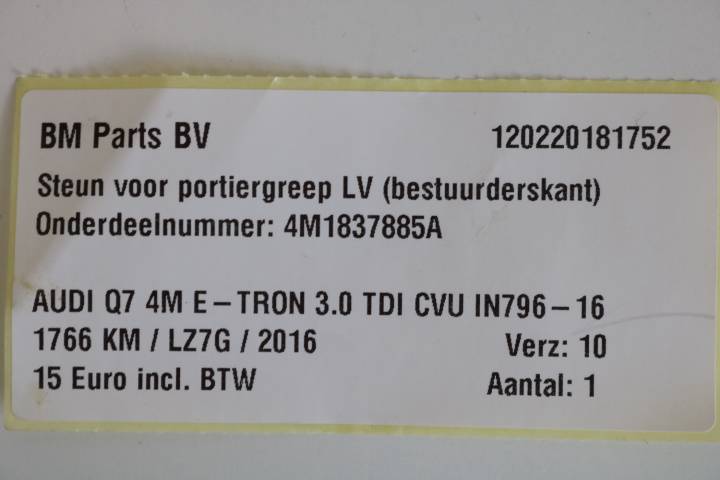 BM Parts BV 120220181752
Steun voor portiergreep LV (bestuurderskant)
Onderdeelnummer: 4M1837885A
AUDI Q7 4M E-TRON 3.0 TDI CVU IN796-16
1766 KM / LZ7G / 2016 Verz: 10
15 Euro incl. BTW Aantal: 1